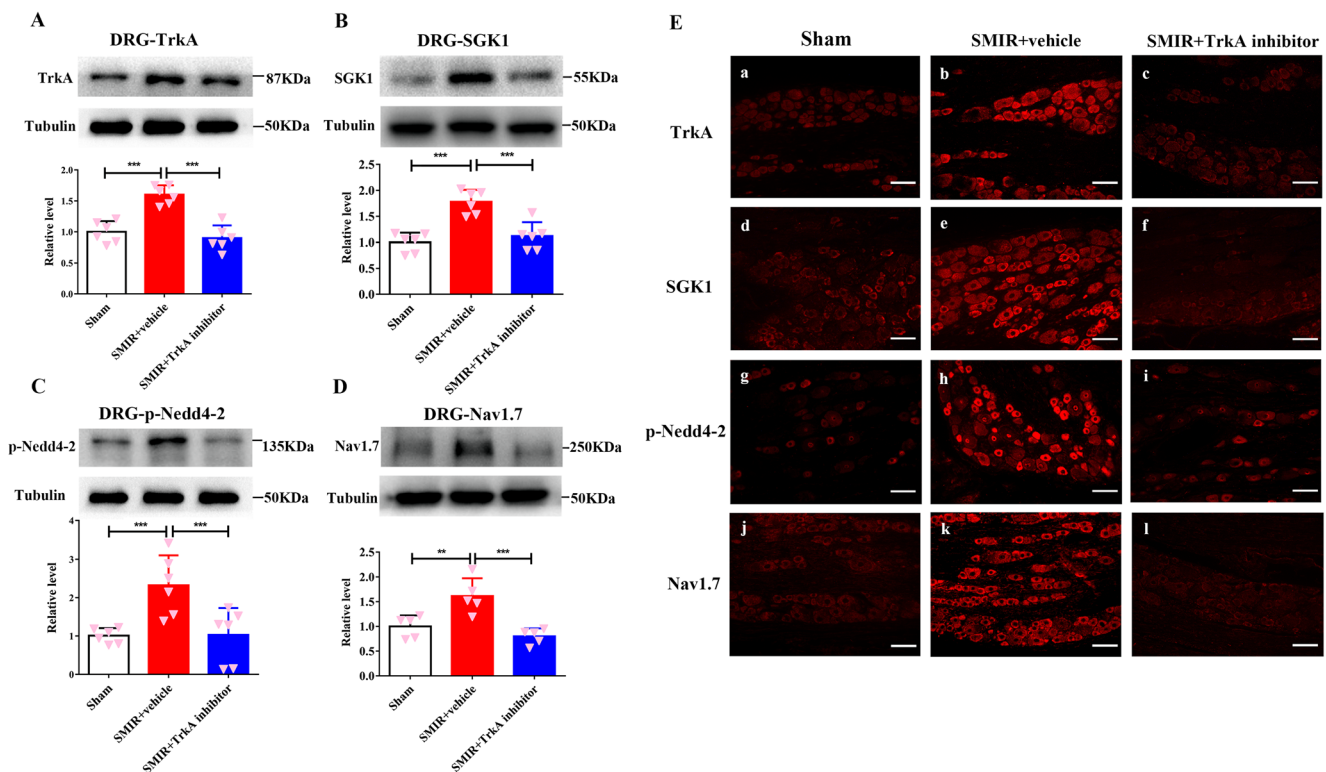 A
DRG-TrkA
TrkA
87KDa
Tubulin
50KDa
*** ***
Relative level
2.0
1.5
1.0
0.5
0.0
Sham
SMIR+vehicle
SMIR+TrkA inhibitor
B
DRG-SGK1
SGK1
55KDa
Tubulin
50KDa
*** ***
Relative level
2.5
2.0
1.5
1.0
0.5
0.0
Sham
SMIR+vehicle
SMIR+TrkA inhibitor
C
DRG-p-Nedd4-2
p-Nedd4-2
135KDa
Tubulin
50KDa
*** ***
Relative level
4
3
2
1
0
Sham
SMIR+vehicle
SMIR+TrkA inhibitor
D
DRG-Nav1.7
Nav1.7
250KDa
Tubulin
50KDa
** ***
Relative level
2.5
2.0
1.5
1.0
0.5
0.0
Sham
SMIR+vehicle
SMIR+TrkA inhibitor
E
Sham SMIR+vehicle SMIR+TrkA inhibitor
TrkA
a b c
SGK1
d e f
p-Nedd4-2
g h i
Nav1.7
j k l